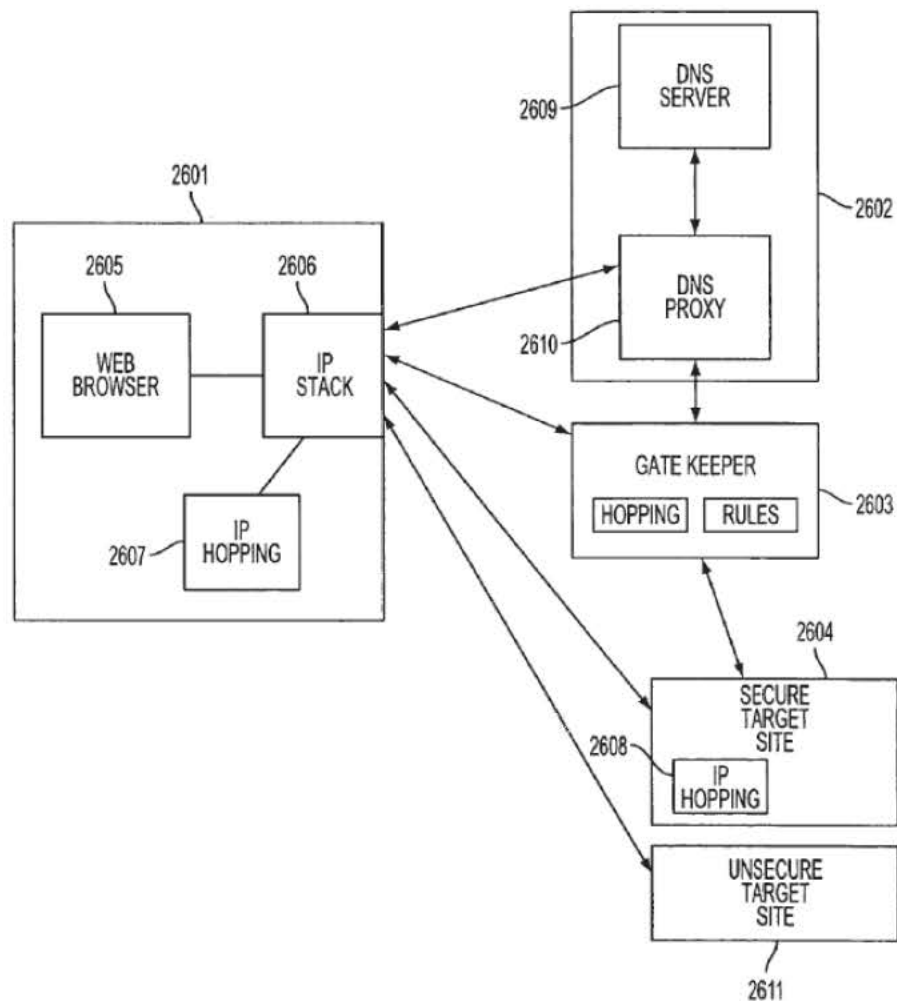 2601
2605
WEB
BROWSER
2606
IP
STACK
2607
IP
HOPPING
2609
DNS
SERVER
2602
DNS
PROXY
2610
GATE KEEPER
HOPPING
RULES
2603
2604
SECURE
TARGET
SITE
2608
IP
HOPPING
UNSECURE
TARGET
SITE
2611